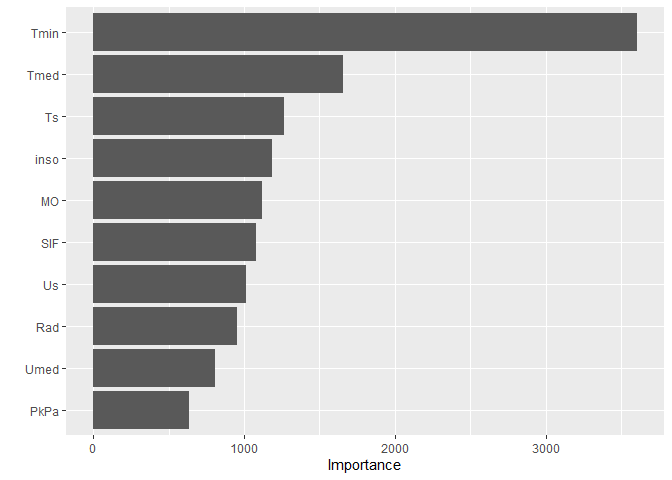 Tmin
Tmed
Ts
inso
MO
SIF
Us
Rad
Umed
PkPa
0 1000 2000 3000
Importance